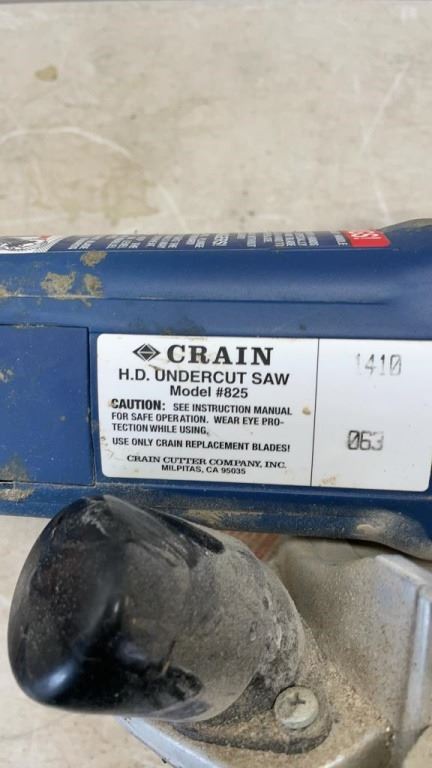 CRAIN
H.D. UNDERCUT SAW
Model #825
CAUTION: SEE INSTRUCTION MANUAL
FOR SAFE OPERATION. WEAR EYE PRO-
TECTION WHILE USING.
USE ONLY CRAIN REPLACEMENT BLADES!
CRAIN CUTTER COMPANY, INC.
MILPITAS, CA 95035
1410
063